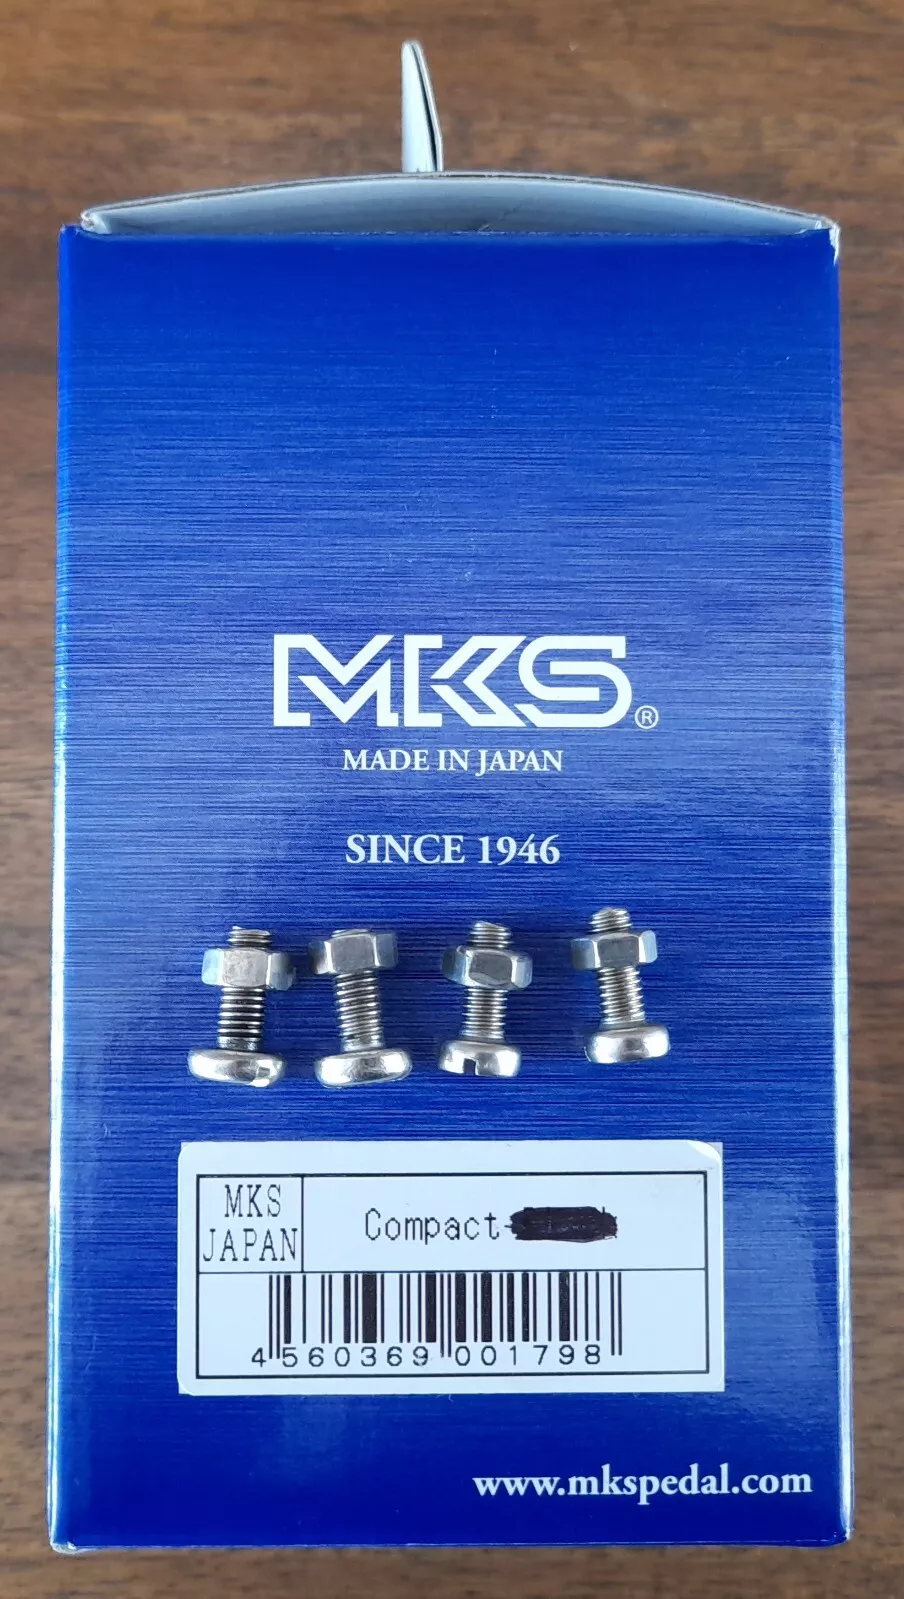 MKS®
MADE IN JAPAN
SINCE 1946
MKS
JAPAN
Compact-
4 560369 001798
www.mkspedal.com